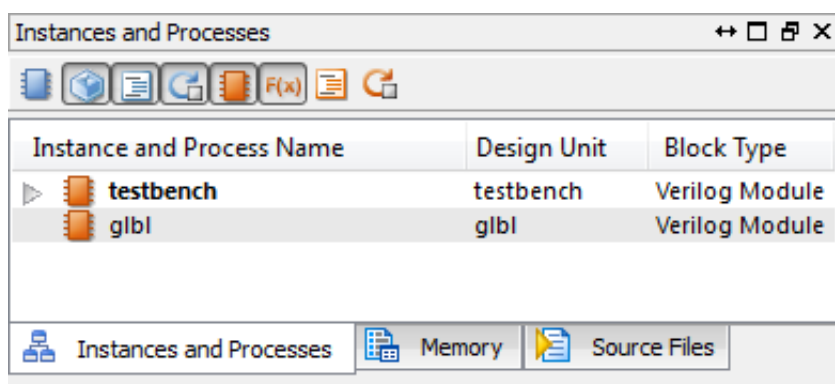 Instances and Processes
F(x)
Instance and Process Name Design Unit Block Type
testbench testbench Verilog Module
glbl glbl Verilog Module
Instances and Processes Memory Source Files